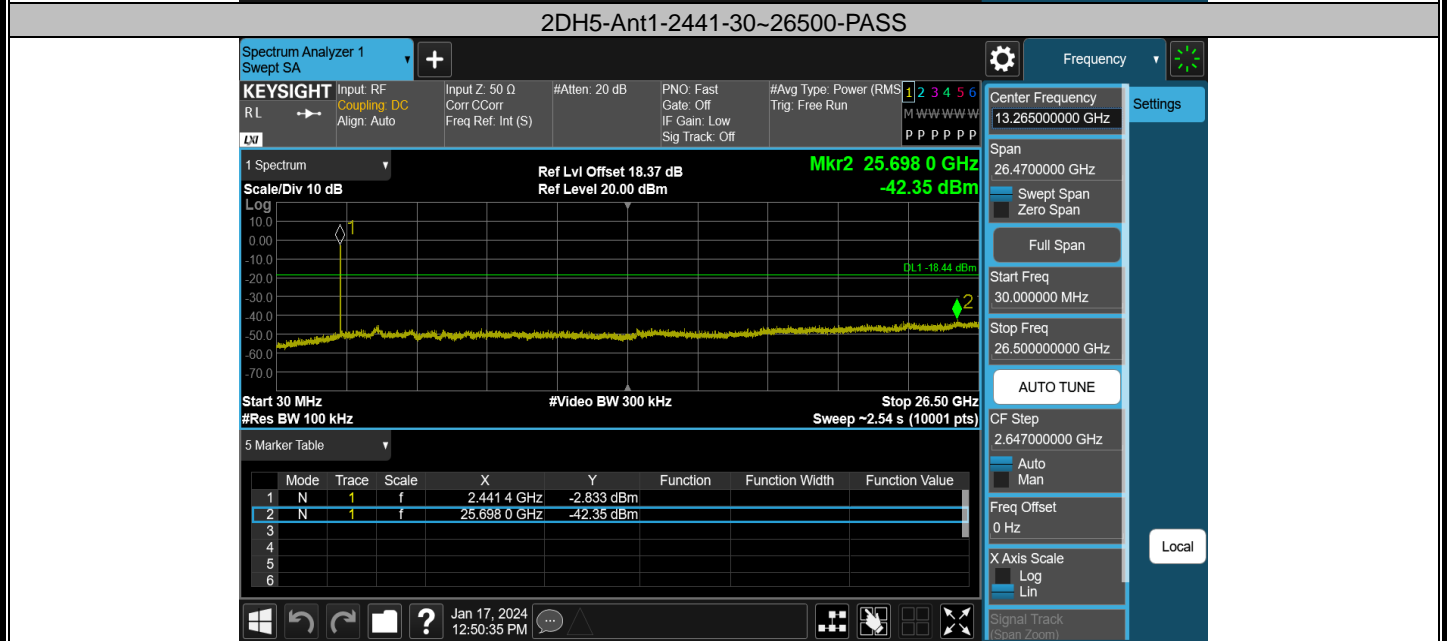 2DH5-Ant1-2441-30~26500-PASS
Spectrum Analyzer 1
Swept SA
+
Frequency
KEYSIGHT
RL
LXI
Input: RF
Coupling: DC
Align: Auto
Input Z: 50 Ω
Corr CCorr
Freq Ref: Int (S)
#Atten: 20 dB
PNO: Fast
Gate: Off
IF Gain: Low
Sig Track: Off
#Avg Type: Power (RMS
Trig: Free Run
1 2 3 4 5 6
M W W W W W
P P P P P P
Center Frequency
13.265000000 GHz
Settings
Span
26.4700000 GHz
Swept Span
Zero Span
Full Span
Start Freq
30.000000 MHz
Stop Freq
26.500000000 GHz
AUTO TUNE
CF Step
2.647000000 GHz
Auto
Man
Freq Offset
0 Hz
X Axis Scale
Log
Lin
Signal Track
(Span Zoom)
Local
1 Spectrum
Scale/Div 10 dB
Ref Lvl Offset 18.37 dB
Ref Level 20.00 dBm
Mkr2 25.698 0 GHz
-42.35 dBm
Log
10.0
0.00
-10.0
-20.0
-30.0
-40.0
-50.0
-60.0
-70.0
1
DL1 -18.44 dBm
2
Start 30 MHz
#Video BW 300 kHz
Stop 26.50 GHz
#Res BW 100 kHz
Sweep ~2.54 s (10001 pts)
5 Marker Table
Mode Trace Scale X Y Function Function Width Function Value
1 N 1 f 2.441 4 GHz -2.833 dBm
2 N 1 f 25.698 0 GHz -42.35 dBm
3
4
5
6
?
Jan 17, 2024
12:50:35 PM